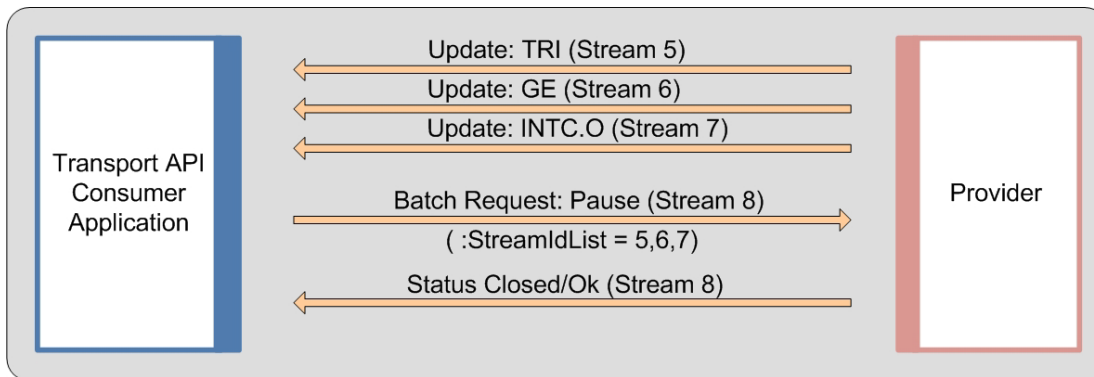 Update: TRI (Stream 5)
Update: GE (Stream 6)
Update: INTC.O (Stream 7)
Transport API
Consumer
Application
Provider
Batch Request: Pause (Stream 8)
( :StreamIdList = 5,6,7)
Status Closed/Ok (Stream 8)